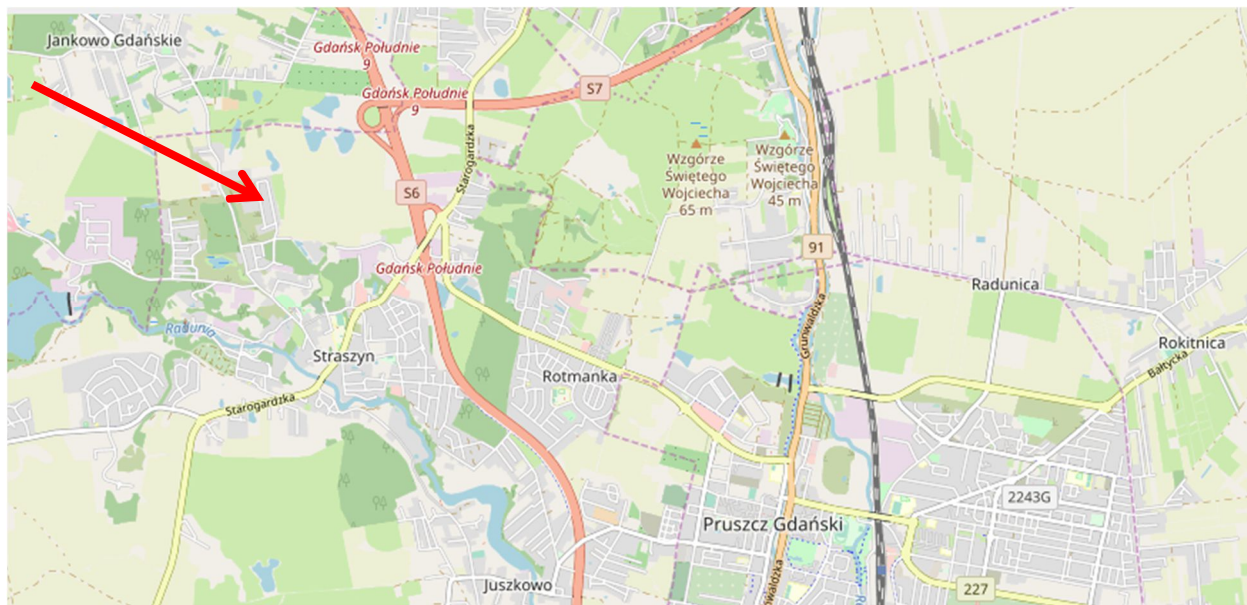 Jankowo Gdańskie
Gdańsk Południe
9
Gdańsk Południe
9
S7
Starogardzka
Wzgórze
Świętego
Wojciecha
65 m
Wzgórze
Świętego
Wojciecha
45 m
S6
91
Gdańsk Południe
Radunica
Radunia
Grunwaldzka
Straszyn
Rokitnica
Bałtycka
Rotmanka
Starogardzka
2243G
Pruszcz Gdański
Juszkowo
227